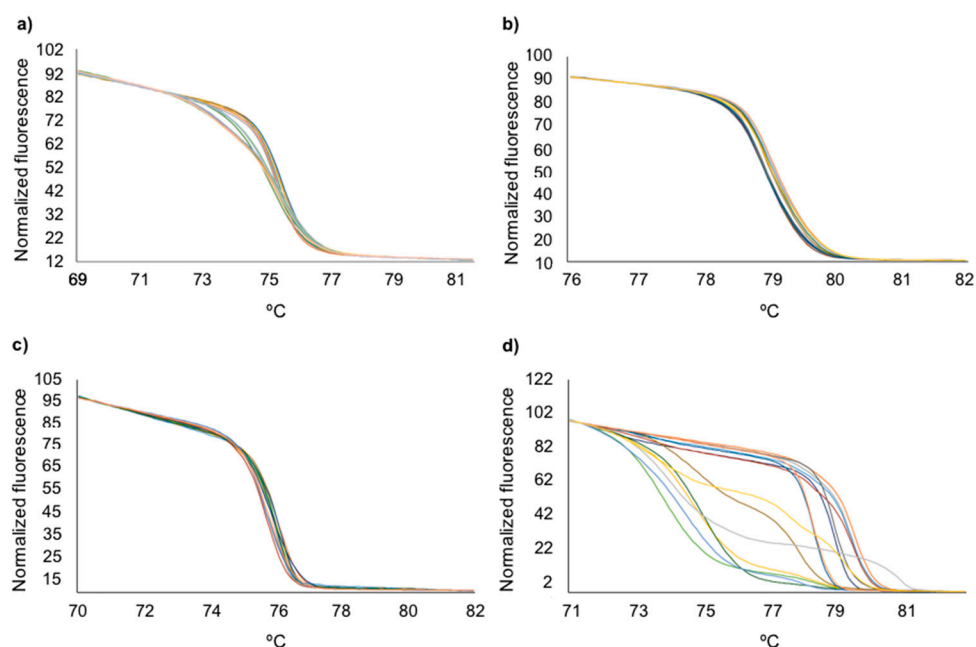 a)
Normalized fluorescence
102
92
82
72
62
52
42
32
22
12
69 71 73 75 77 79 81
ºC
b)
Normalized fluorescence
100
90
80
70
60
50
40
30
20
10
76 77 78 79 80 81 82
ºC
c)
Normalized fluorescence
105
95
85
75
65
55
45
35
25
15
70 72 74 76 78 80 82
ºC
d)
Normalized fluorescence
122
102
82
62
42
22
2
71 73 75 77 79 81
ºC